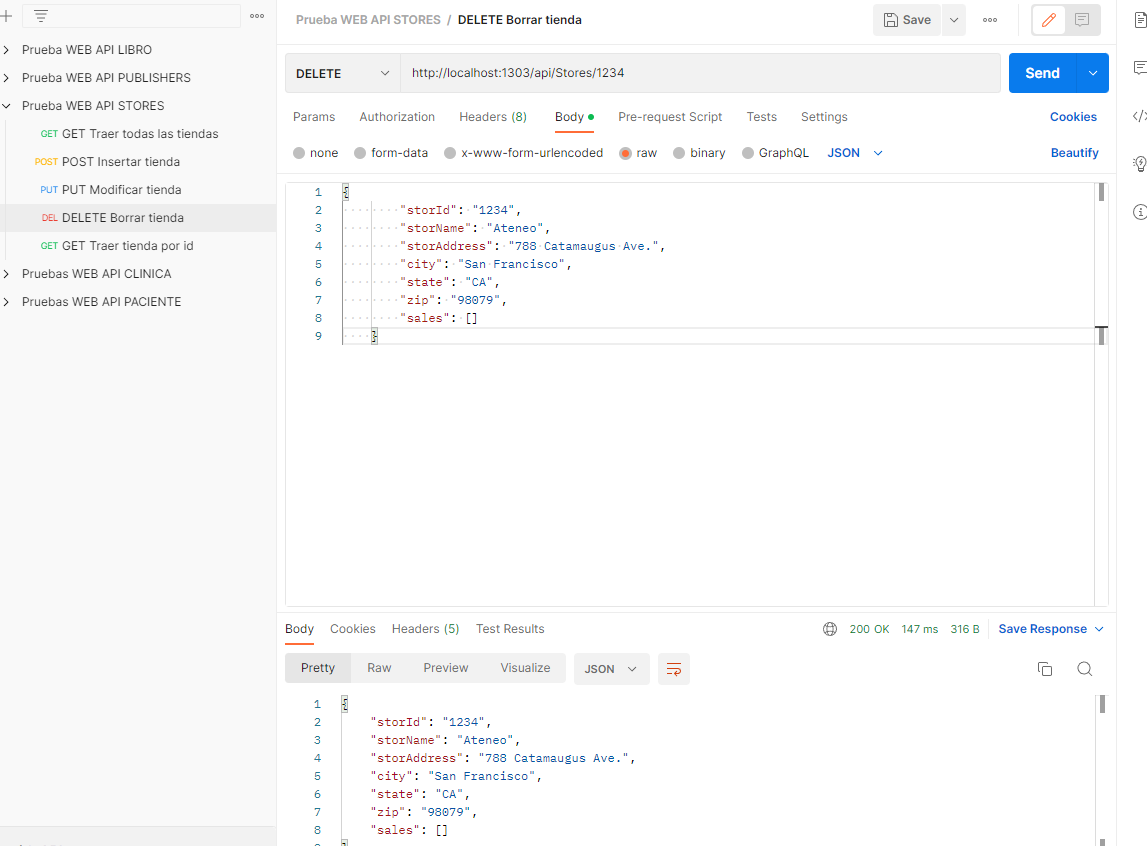 Prueba WEB API LIBRO
Prueba WEB API PUBLISHERS
Prueba WEB API STORES
GET GET Traer todas las tiendas
POST POST Insertar tienda
PUT PUT Modificar tienda
DEL DELETE Borrar tienda
GET GET Traer tienda por id
Pruebas WEB API CLINICA
Pruebas WEB API PACIENTE
Prueba WEB API STORES / DELETE Borrar tienda
Save
DELETE http://localhost:1303/api/Stores/1234 Send
Params Authorization Headers (8) Body Pre-request Script Tests Settings Cookies
none form-data x-www-form-urlencoded raw binary GraphQL JSON Beautify
1 {
2 "storId": "1234",
3 "storName": "Ateneo",
4 "storAddress": "788 Catamaugus Ave.",
5 "city": "San Francisco",
6 "state": "CA",
7 "zip": "98079",
8 "sales": []
9 }
Body Cookies Headers (5) Test Results 200 OK 147 ms 316 B Save Response
Pretty Raw Preview Visualize JSON
1 {
2 "storId": "1234",
3 "storName": "Ateneo",
4 "storAddress": "788 Catamaugus Ave.",
5 "city": "San Francisco",
6 "state": "CA",
7 "zip": "98079",
8 "sales": []